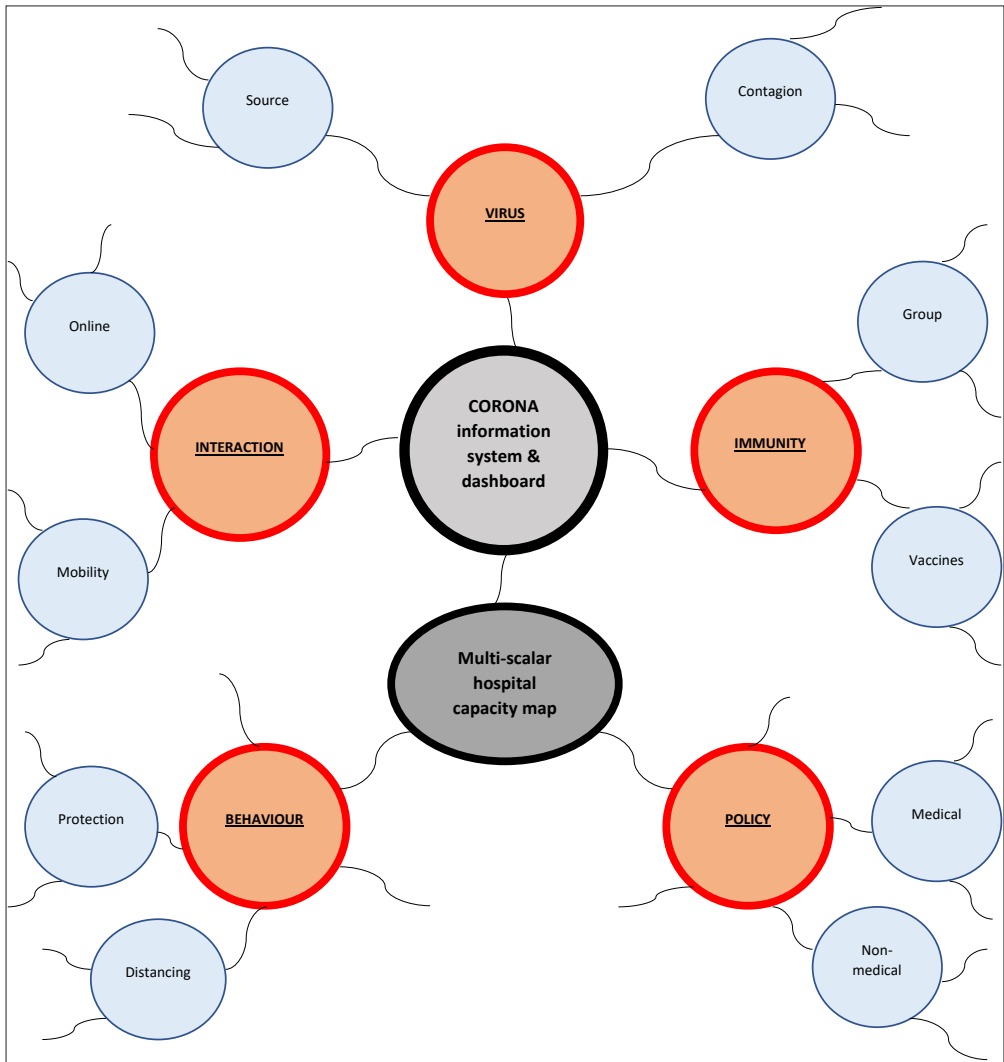 Source
Contagion
VIRUS
Online
Group
INTERACTION
CORONA
information
system &
dashboard
IMMUNITY
Mobility
Vaccines
Multi-scalar
hospital
capacity map
Protection
BEHAVIOUR
POLICY
Medical
Distancing
Non-
medical